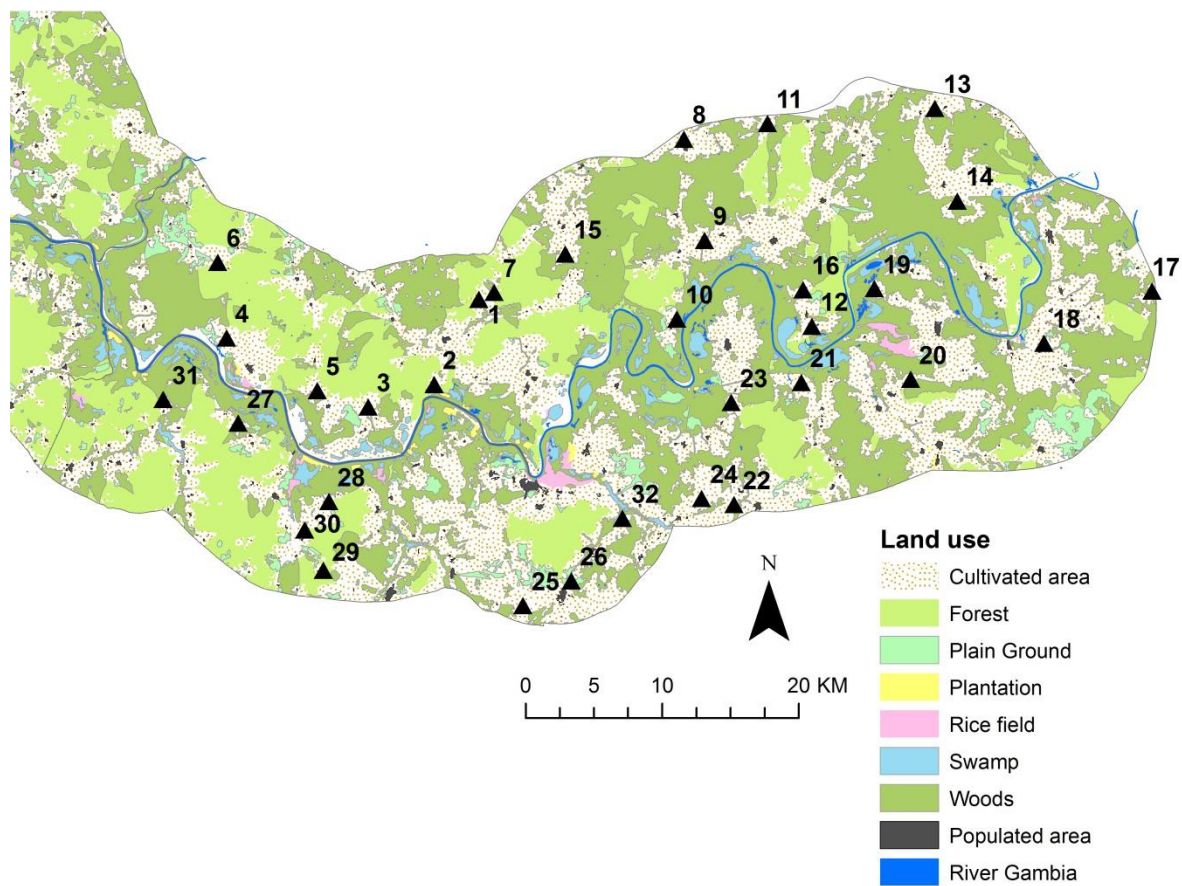 13
11
8
14
9
15
6
7
16
19
17
10
12
1
18
4
20
21
2
5
23
31
3
27
24
22
28
32
30
29
26
25
N
0 5 10 20 KM
Land use
Cultivated area
Forest
Plain Ground
Plantation
Rice field
Swamp
Woods
Populated area
River Gambia